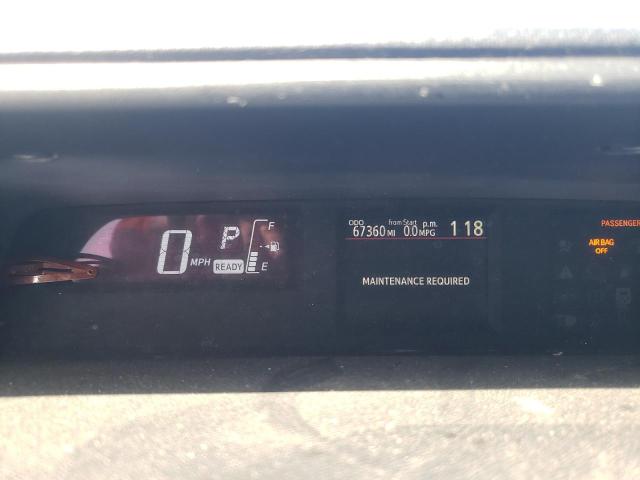 0 MPH
P
READY
F
E
ODO
67360 MI
From Start
0.0 MPG
p.m.
1 18
MAINTENANCE REQUIRED
PASSENGER
AIR BAG
OFF